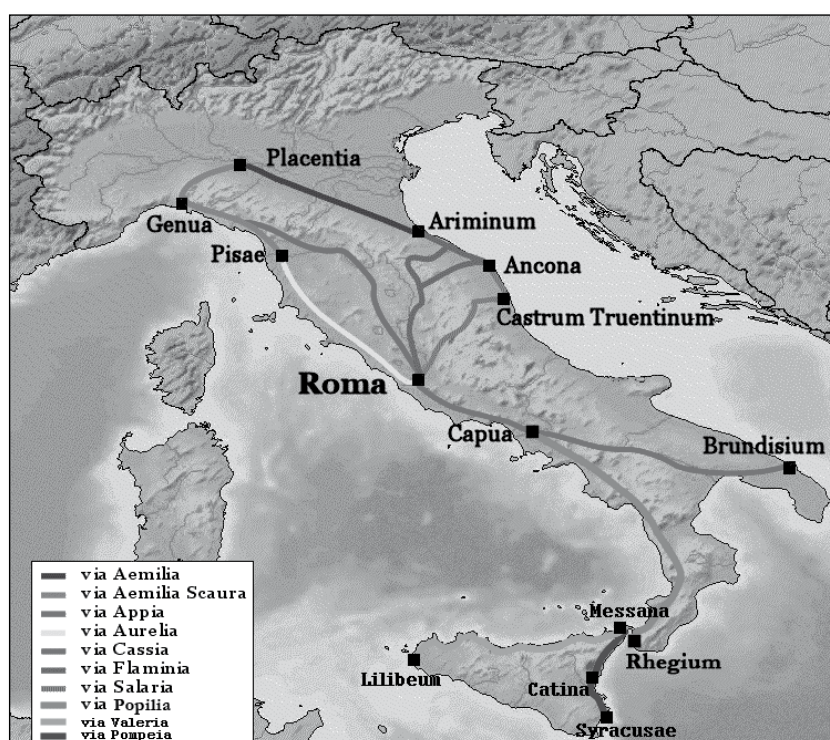 Placentia
Genua
Ariminum
Pisae
Ancona
Castrum Truentinum
Roma
Capua
Brundisium
Messana
Rhegium
Lilibeum
Catina
Syracusae
via Aemilia
via Aemilia Scaura
via Appia
via Aurelia
via Cassia
via Flaminia
via Salaria
via Popilia
via Valeria
via Pompeia